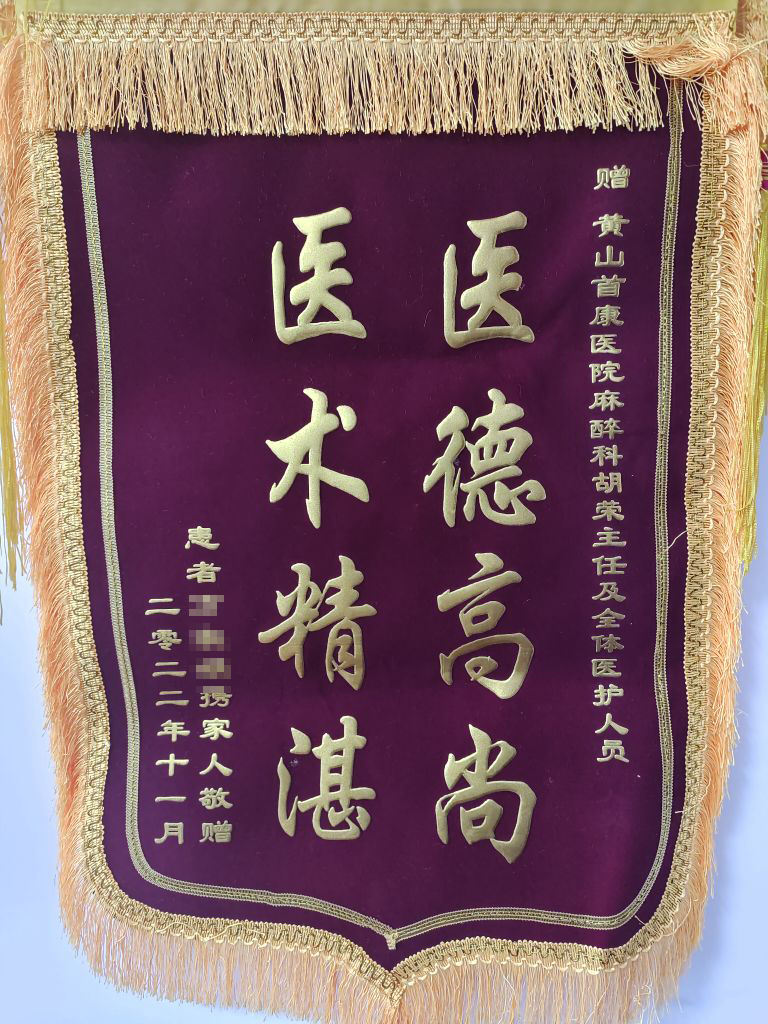 赠 黄山首康医院麻醉科胡荣主任及全体医护人员
医德高尚
医术精湛
患者携家人敬赠
二零二二年十一月